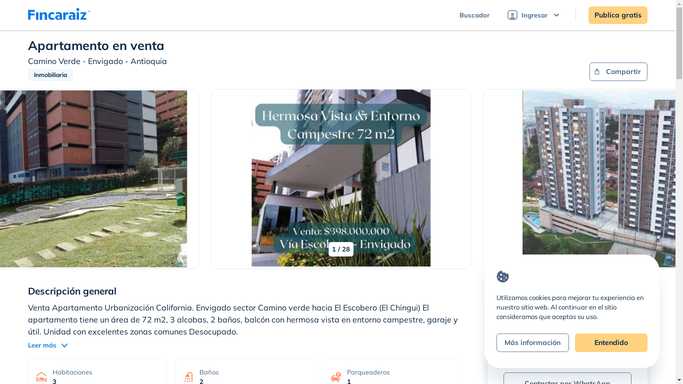 Fincaraiz
Buscador
Ingresar
Publica gratis
Apartamento en venta
Camino Verde - Envigado - Antioquia
Inmobiliaria
Compartir
Hermosa Vista & Entorno
Campestre 72 m2
Venta: $398.000.000
Vía Escobero - Envigado
1 / 28
Descripción general
Venta Apartamento Urbanización California. Envigado sector Camino verde hacia El Escobero (El Chingui) El
apartamento tiene un área de 72 m2, 3 alcobas, 2 baños, balcón con hermosa vista en entorno campestre, garaje y
útil. Unidad con excelentes zonas comunes Desocupado.
Leer más
Habitaciones
3
Baños
2
Parqueaderos
1
Utilizamos cookies para mejorar tu experiencia en
nuestro sitio web. Al continuar en el sitio
consideramos que aceptas su uso.
Más información
Entendido
Contactar por WhatsApp